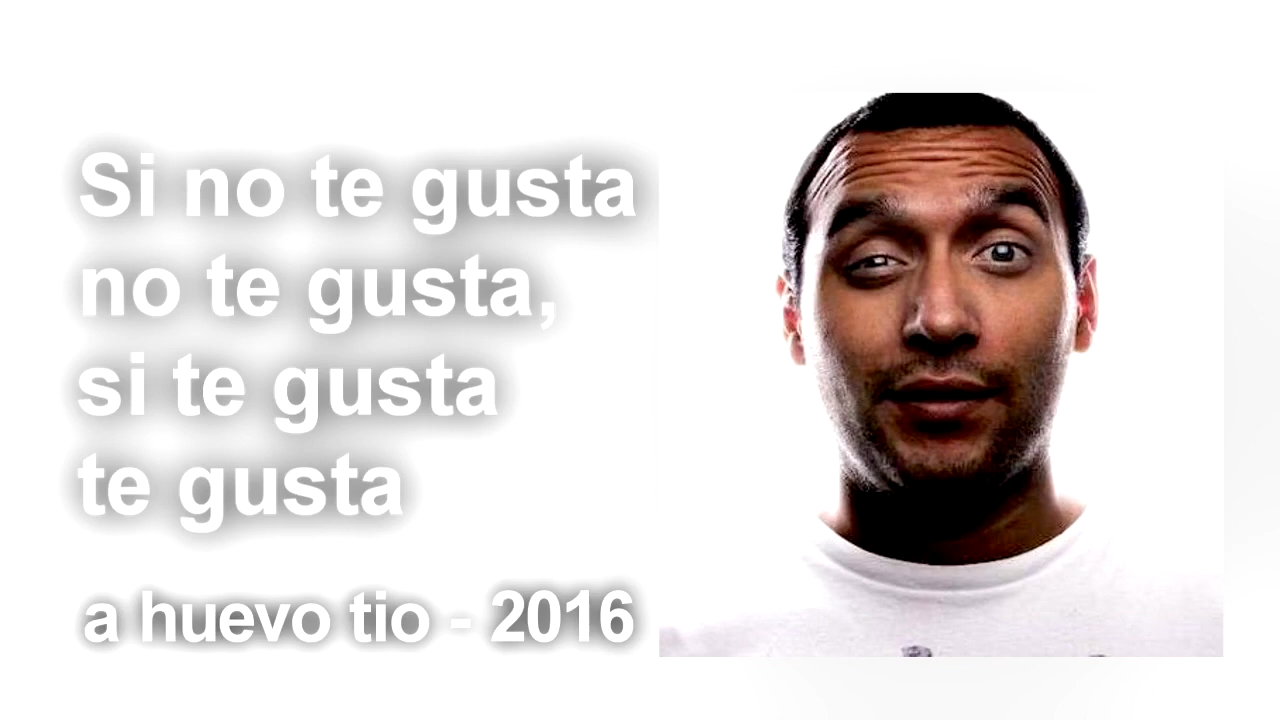 Si no te gusta
no te gusta,
si te gusta
te gusta
a huevo tio - 2016